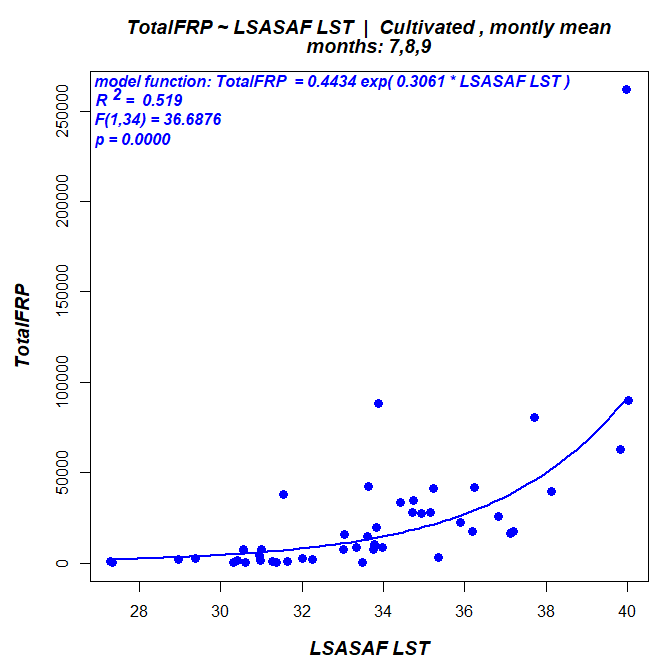 TotalFRP ~ LSASAF LST | Cultivated , montly mean
months: 7,8,9
model function: TotalFRP = 0.4434 exp( 0.3061 * LSASAF LST )
R 2 = 0.519
F(1,34) = 36.6876
p = 0.0000
250000
200000
150000
100000
50000
0
TotalFRP
28 30 32 34 36 38 40
LSASAF LST